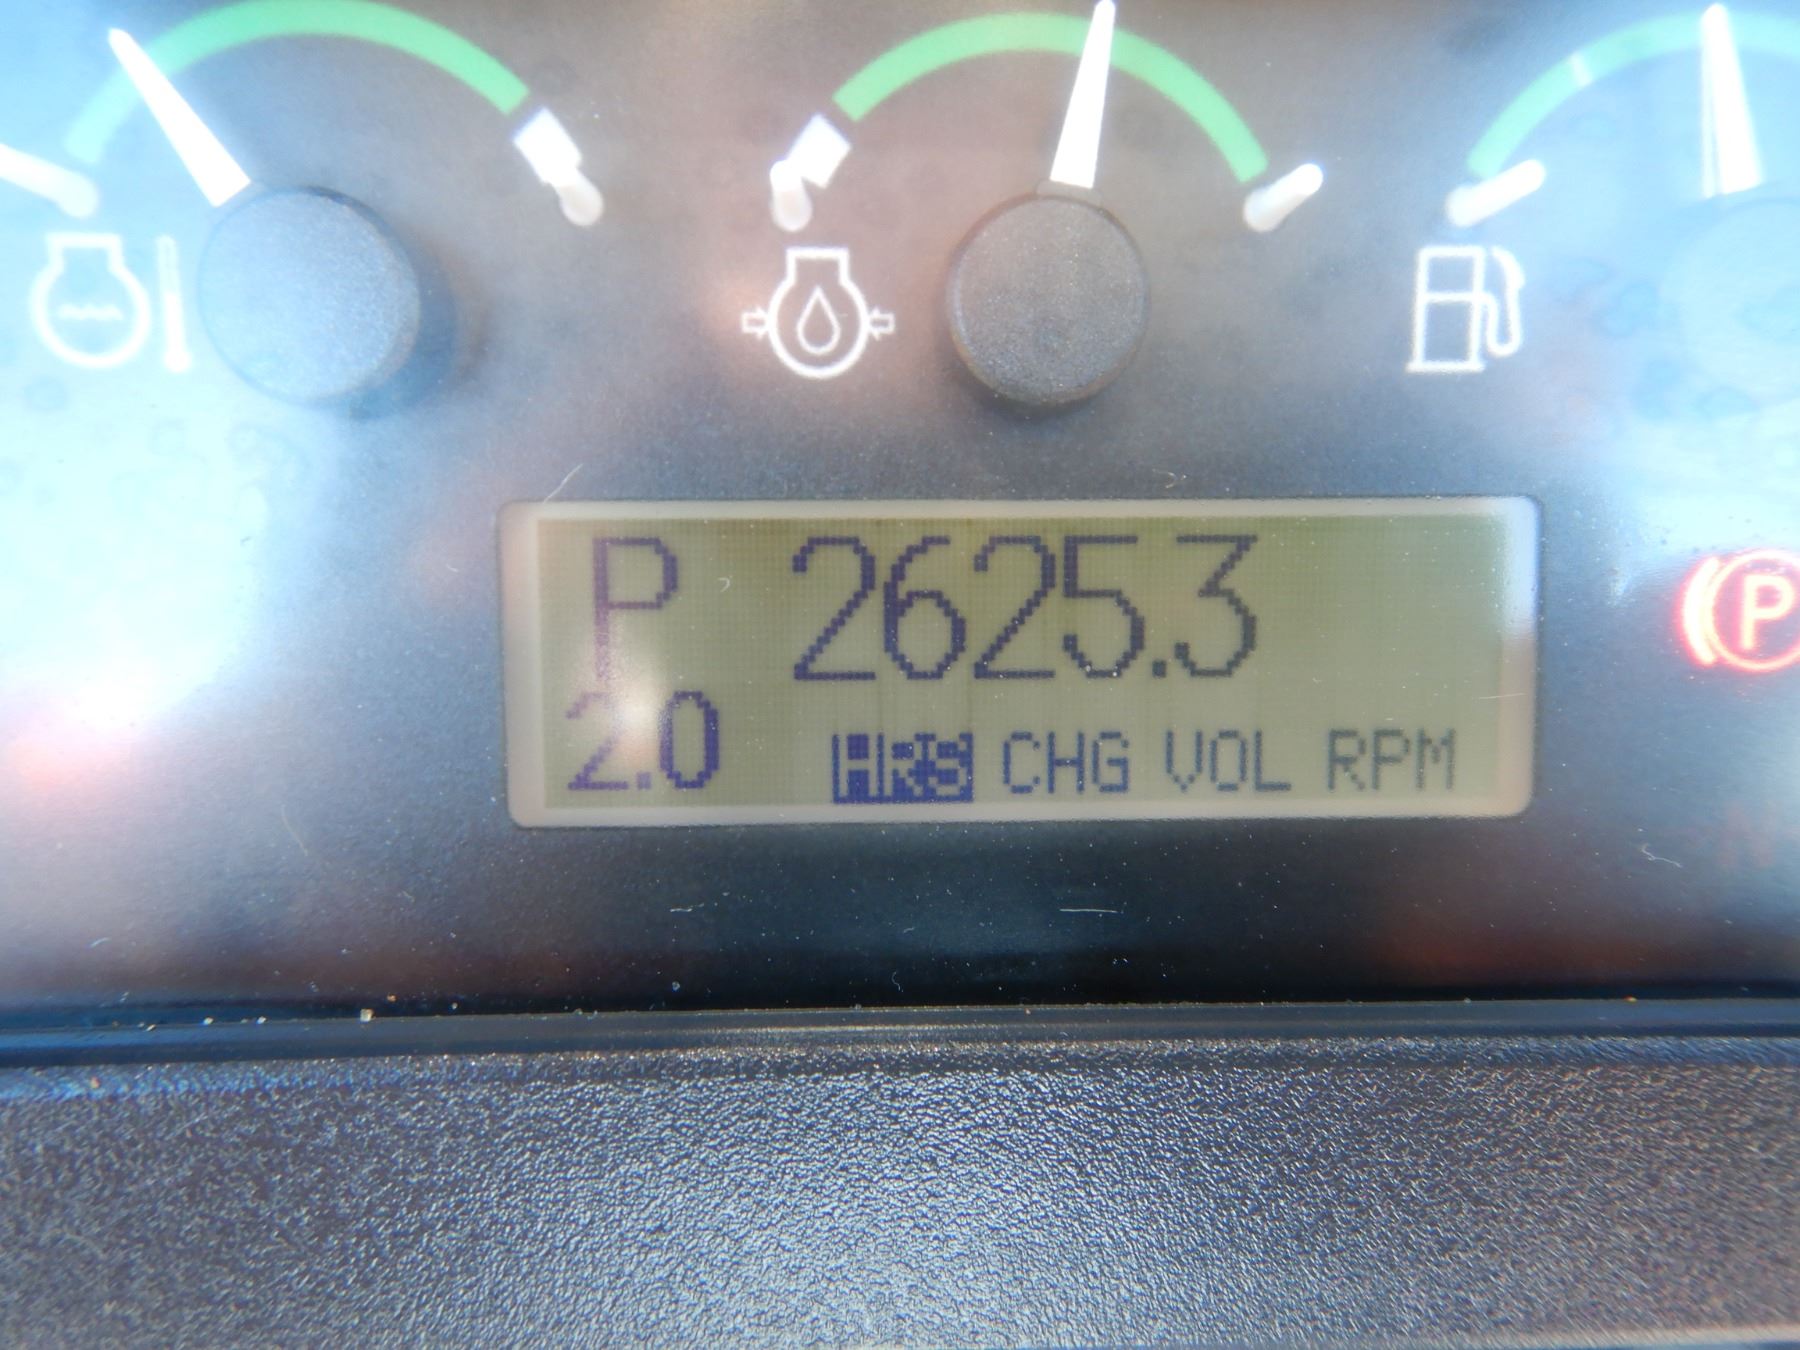 P 2625.3
P
2.0 HRS CHG VOL RPM